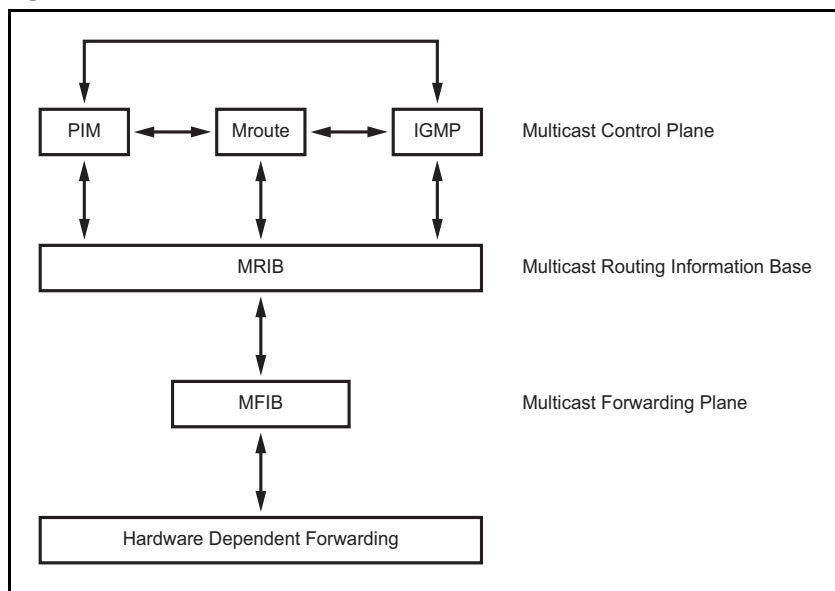 PIM Mroute IGMP Multicast Control Plane
MRIB Multicast Routing Information Base
MFIB Multicast Forwarding Plane
Hardware Dependent Forwarding